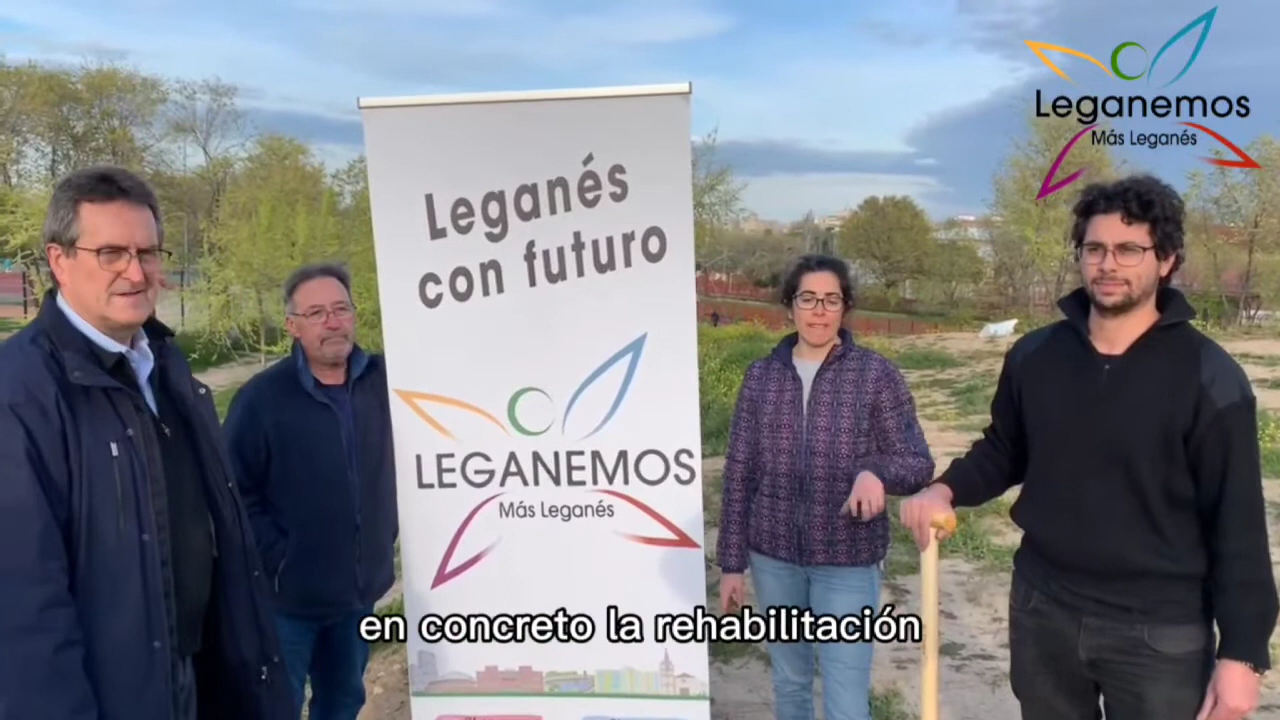 Leganemos
Más Leganés
Leganés
con futuro
LEGANEMOS
Más Leganés
en concreto la rehabilitación